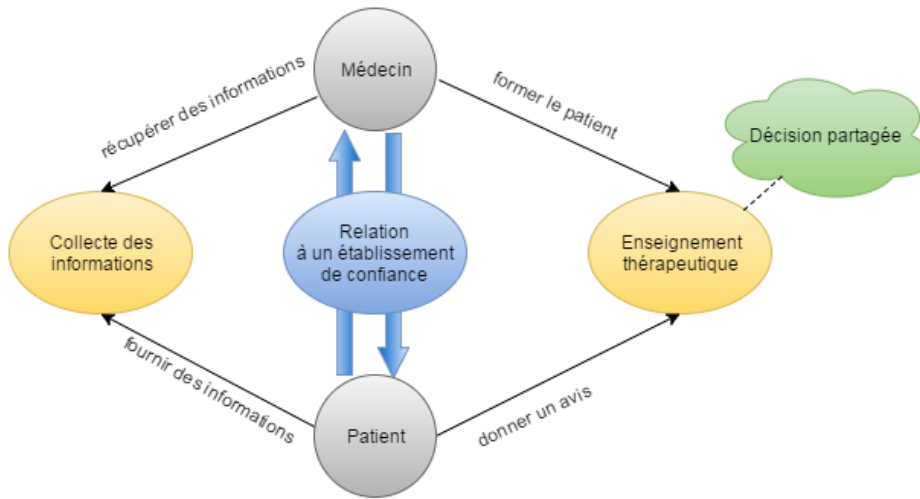 Médecin
récupérer des informations
former le patient
Décision partagée
Collecte des
informations
Relation
à un établissement
de confiance
Enseignement
thérapeutique
fournir des informations
Patient
donner un avis